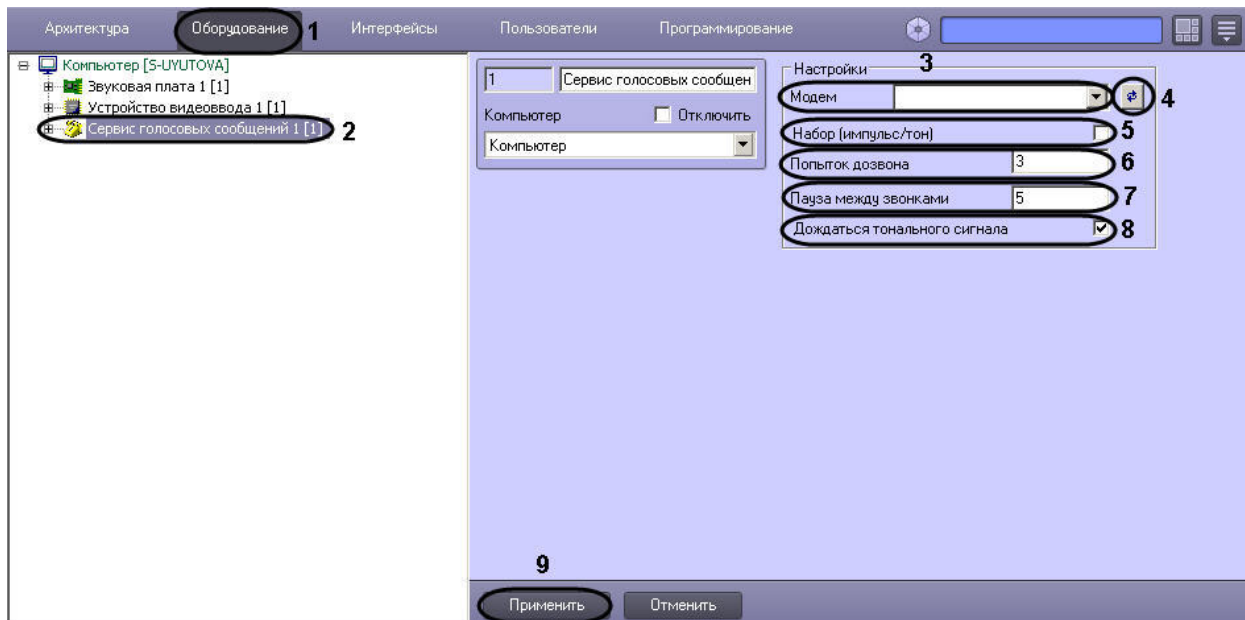 Архитектура Оборудование 1 Интерфейсы Пользователи Программирование
Компьютер [S-UYUTOVA]
Звуковая плата 1 [1]
Устройство видеоввода 1 [1]
Сервис голосовых сообщений 1 [1] 2
1 Сервис голосовых сообщен
Компьютер Отключить
Компьютер
Настройки 3
Модем 4
Набор (импульс/тон) 5
Попыток дозвона 3 6
Пауза между звонками 5 7
Дождаться тонального сигнала 8
9
Применить Отменить